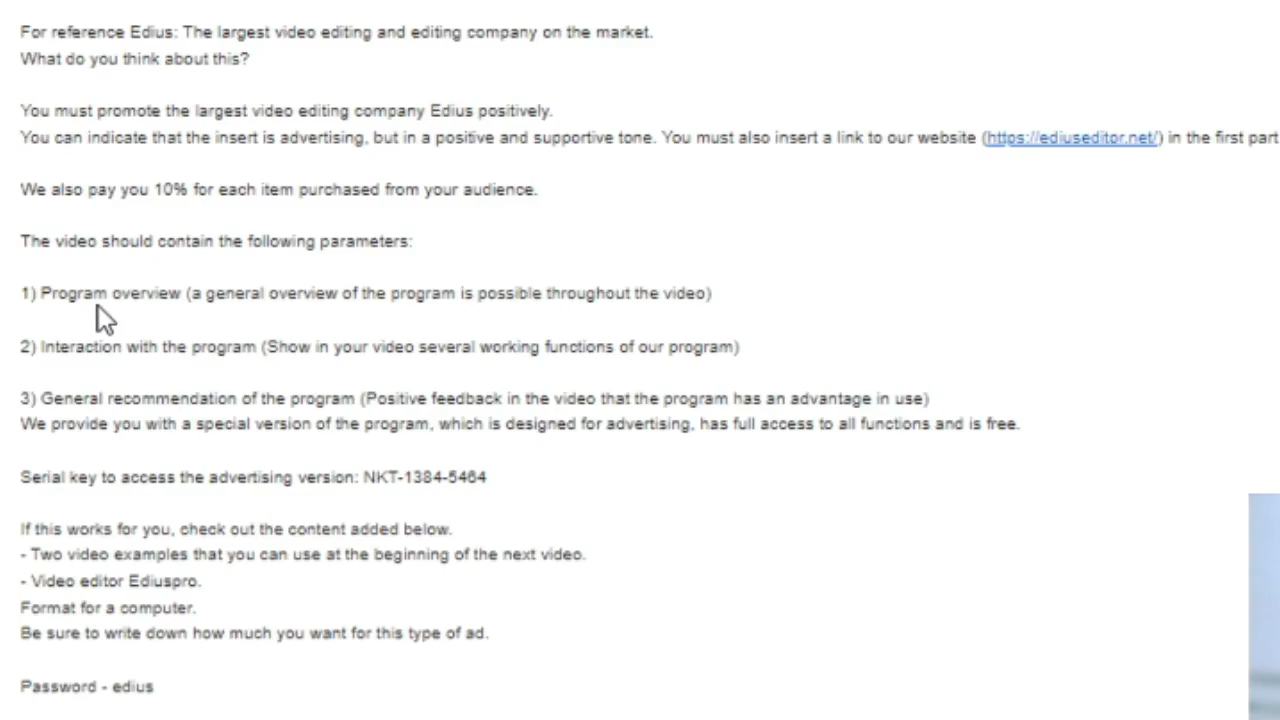 For reference Edius: The largest video editing and editing company on the market.
What do you think about this?
You must promote the largest video editing company Edius positively.
You can indicate that the insert is advertising, but in a positive and supportive tone. You must also insert a link to our website (https://ediuseditor.net/) in the first part
We also pay you 10% for each item purchased from your audience.
The video should contain the following parameters:
1) Program overview (a general overview of the program is possible throughout the video)
2) Interaction with the program (Show in your video several working functions of our program)
3) General recommendation of the program (Positive feedback in the video that the program has an advantage in use)
We provide you with a special version of the program, which is designed for advertising, has full access to all functions and is free.
Serial key to access the advertising version: NKT-1384-5464
If this works for you, check out the content added below.
- Two video examples that you can use at the beginning of the next video.
- Video editor Ediuspro.
Format for a computer.
Be sure to write down how much you want for this type of ad.
Password - edius